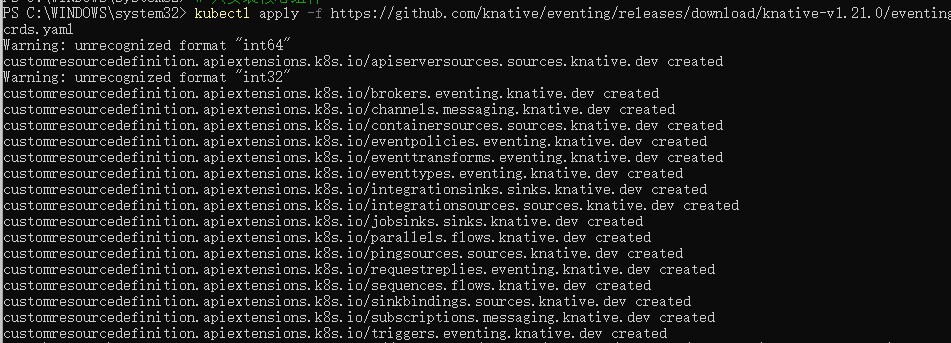 PS C:\WINDOWS\system32> kubectl apply -f https://github.com/knative/eventing/releases/download/knative-v1.21.0/eventing
crds.yaml
Warning: unrecognized format "int64"
customresourcedefinition.apiextensions.k8s.io/apiserversources.sources.knative.dev created
Warning: unrecognized format "int32"
customresourcedefinition.apiextensions.k8s.io/brokers.eventing.knative.dev created
customresourcedefinition.apiextensions.k8s.io/channels.messaging.knative.dev created
customresourcedefinition.apiextensions.k8s.io/containersources.sources.knative.dev created
customresourcedefinition.apiextensions.k8s.io/eventpolicies.eventing.knative.dev created
customresourcedefinition.apiextensions.k8s.io/eventtransforms.eventing.knative.dev created
customresourcedefinition.apiextensions.k8s.io/eventtypes.eventing.knative.dev created
customresourcedefinition.apiextensions.k8s.io/integrationsinks.sinks.knative.dev created
customresourcedefinition.apiextensions.k8s.io/integrationsources.sources.knative.dev created
customresourcedefinition.apiextensions.k8s.io/jobsinks.sinks.knative.dev created
customresourcedefinition.apiextensions.k8s.io/parallels.flows.knative.dev created
customresourcedefinition.apiextensions.k8s.io/pingsources.sources.knative.dev created
customresourcedefinition.apiextensions.k8s.io/requestreplies.eventing.knative.dev created
customresourcedefinition.apiextensions.k8s.io/sequences.flows.knative.dev created
customresourcedefinition.apiextensions.k8s.io/sinkbindings.sources.knative.dev created
customresourcedefinition.apiextensions.k8s.io/subscriptions.messaging.knative.dev created
customresourcedefinition.apiextensions.k8s.io/triggers.eventing.knative.dev created